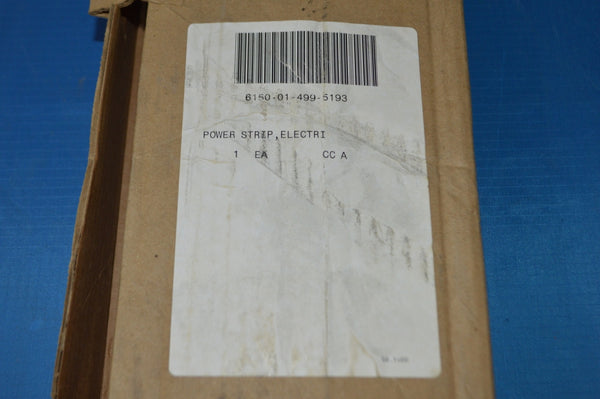 6150-01-499-5193
POWER STRIP,ELECTRI
1 EA CC A